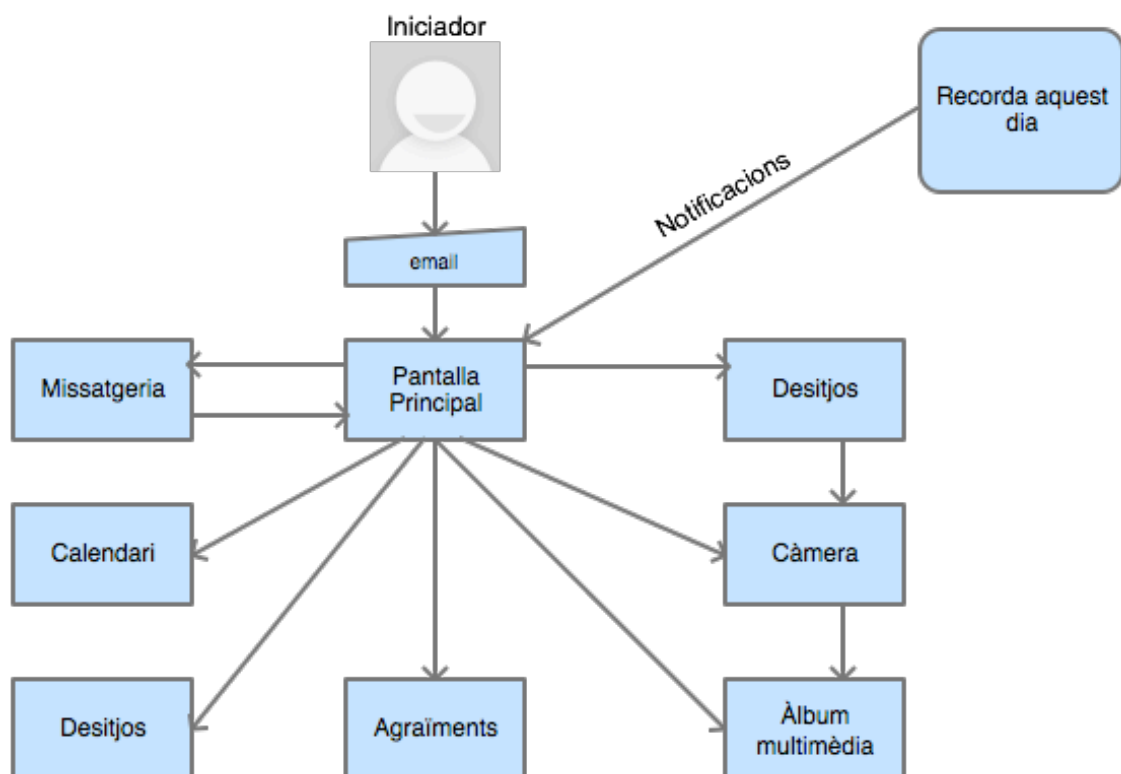 Iniciador
Recorda aquest
dia
Notificacions
email
Missatgeria
Pantalla
Principal
Desitjos
Calendari
Càmera
Desitjos
Agraïments
Àlbum
multimèdia